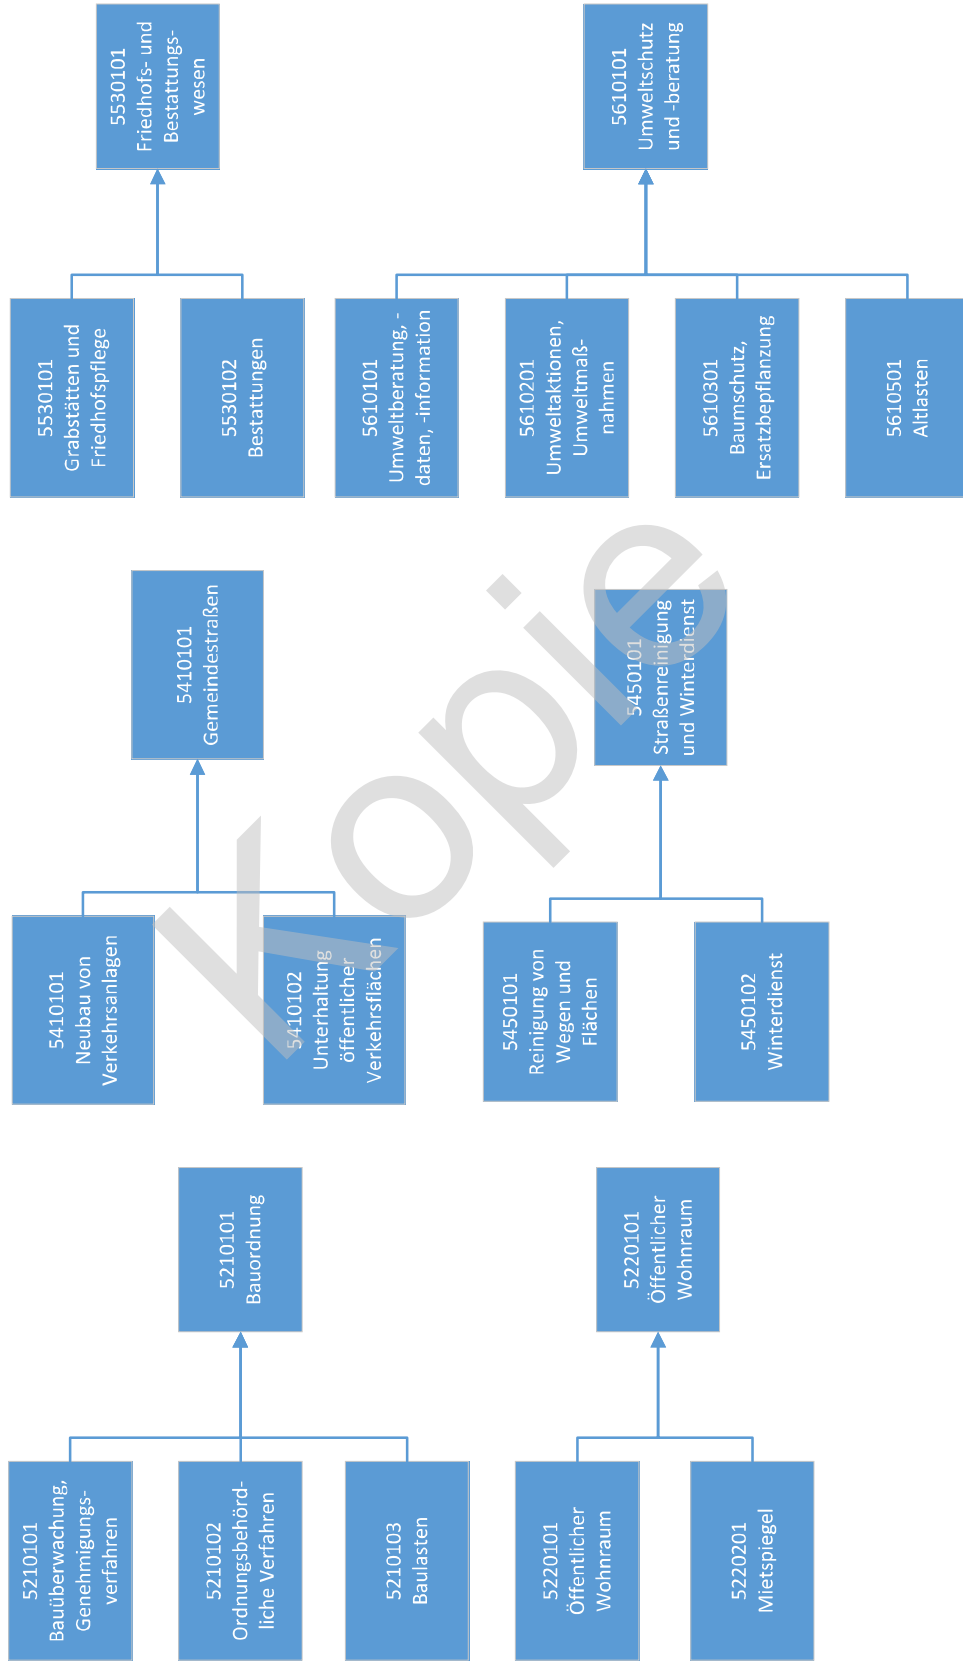 5210101
Bauüberwachung,
Genehmigungs-
verfahren
5210102
Ordnungsbehörd-
liche Verfahren
5210103
Baulasten
5210101
Bauordnung
5220101
Öffentlicher
Wohnraum
5220201
Mietspiegel
5220101
Öffentlicher
Wohnraum
5410101
Neubau von
Verkehrsanlagen
5410102
Unterhaltung
öffentlicher
Verkehrsflächen
5410101
Gemeindestraßen
5450101
Reinigung von
Wegen und
Flächen
5450102
Winterdienst
5450101
Straßenreinigung
und Winterdienst
5530101
Grabstätten und
Friedhofspflege
5530102
Bestattungen
5530101
Friedhofs- und
Bestattungs-
wesen
5610101
Umweltberatung, -
daten, -information
5610201
Umweltaktionen,
Umweltmaß-
nahmen
5610301
Baumschutz,
Ersatzbepflanzung
5610501
Altlasten
5610101
Umweltschutz
und -beratung
Kopie